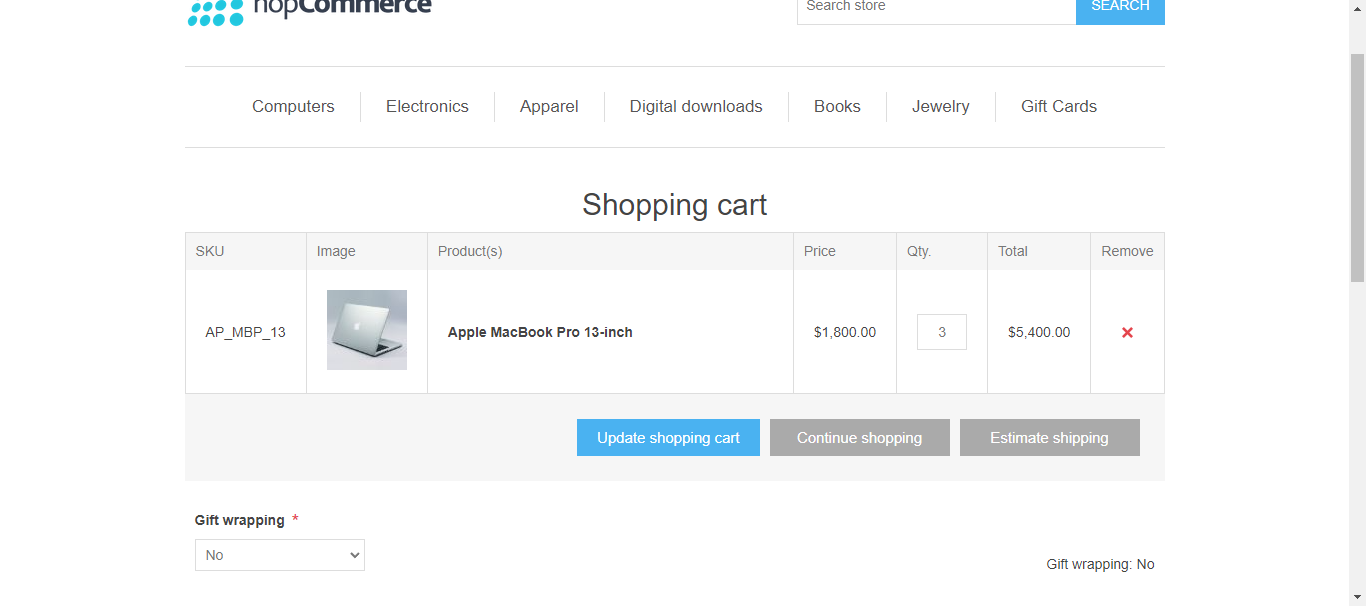 nopCommerce
Search store
SEARCH
Computers Electronics Apparel Digital downloads Books Jewelry Gift Cards
Shopping cart
SKU Image Product(s) Price Qty. Total Remove
AP_MBP_13 Apple MacBook Pro 13-inch $1,800.00 3 $5,400.00
Update shopping cart Continue shopping Estimate shipping
Gift wrapping *
No
Gift wrapping: No